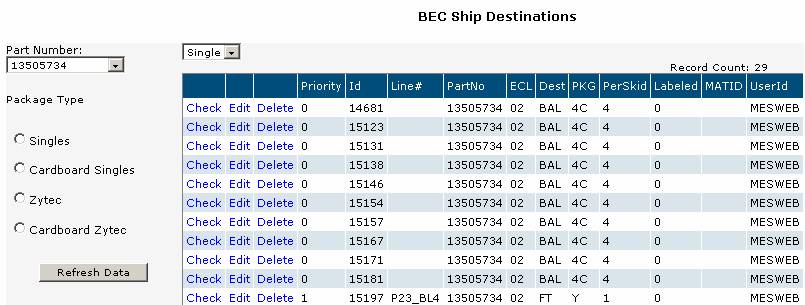 BEC Ship Destinations
Part Number:
13505734
Package Type
Singles
Cardboard Singles
Zytec
Cardboard Zytec
Refresh Data
Single
Record Count: 29
Priority Id Line# PartNo ECL Dest PKG PerSkid Labeled MATID UserId
Check Edit Delete 0 14681 13505734 02 BAL 4C 4 0 MESWEB
Check Edit Delete 0 15123 13505734 02 BAL 4C 4 0 MESWEB
Check Edit Delete 0 15131 13505734 02 BAL 4C 4 0 MESWEB
Check Edit Delete 0 15138 13505734 02 BAL 4C 4 0 MESWEB
Check Edit Delete 0 15146 13505734 02 BAL 4C 4 0 MESWEB
Check Edit Delete 0 15154 13505734 02 BAL 4C 4 0 MESWEB
Check Edit Delete 0 15157 13505734 02 BAL 4C 4 0 MESWEB
Check Edit Delete 0 15167 13505734 02 BAL 4C 4 0 MESWEB
Check Edit Delete 0 15171 13505734 02 BAL 4C 4 0 MESWEB
Check Edit Delete 0 15181 13505734 02 BAL 4C 4 0 MESWEB
Check Edit Delete 1 15197 P23_BL4 13505734 02 FT Y 1 0 MESWEB